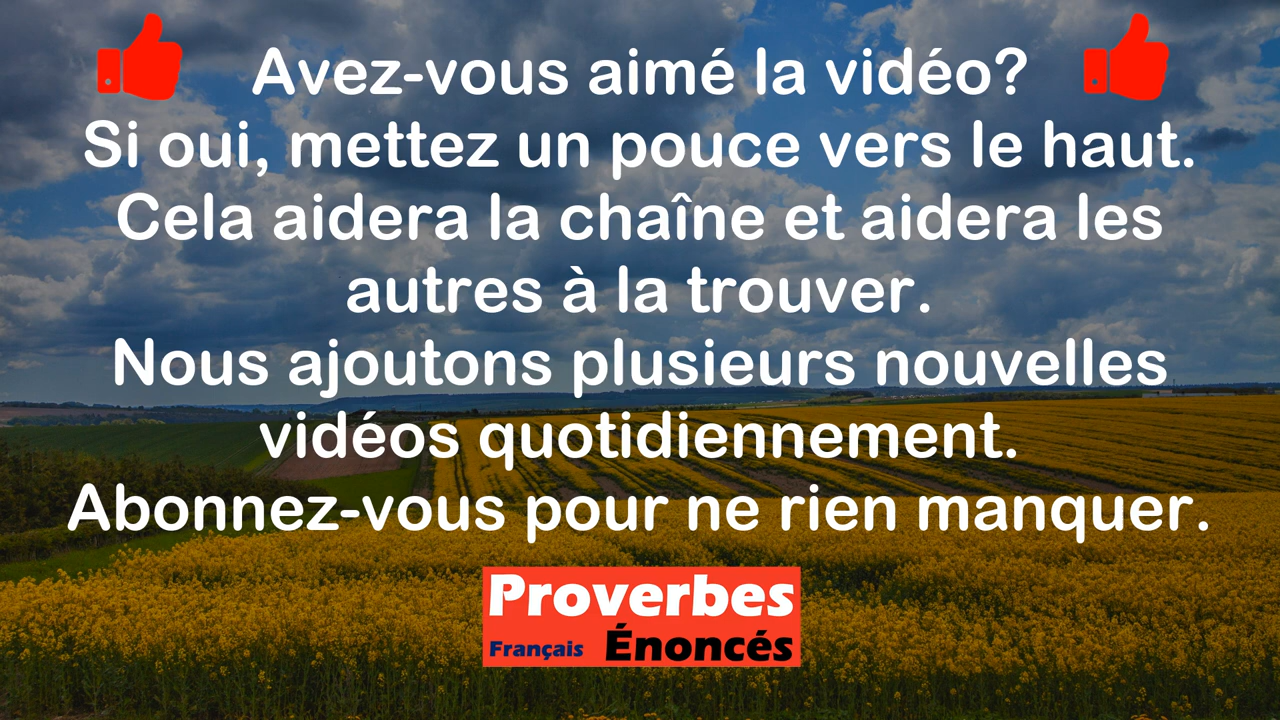 Avez-vous aimé la vidéo?
Si oui, mettez un pouce vers le haut.
Cela aidera la chaîne et aidera les
autres à la trouver.
Nous ajoutons plusieurs nouvelles
vidéos quotidiennement.
Abonnez-vous pour ne rien manquer.
Proverbes
Français Énoncés